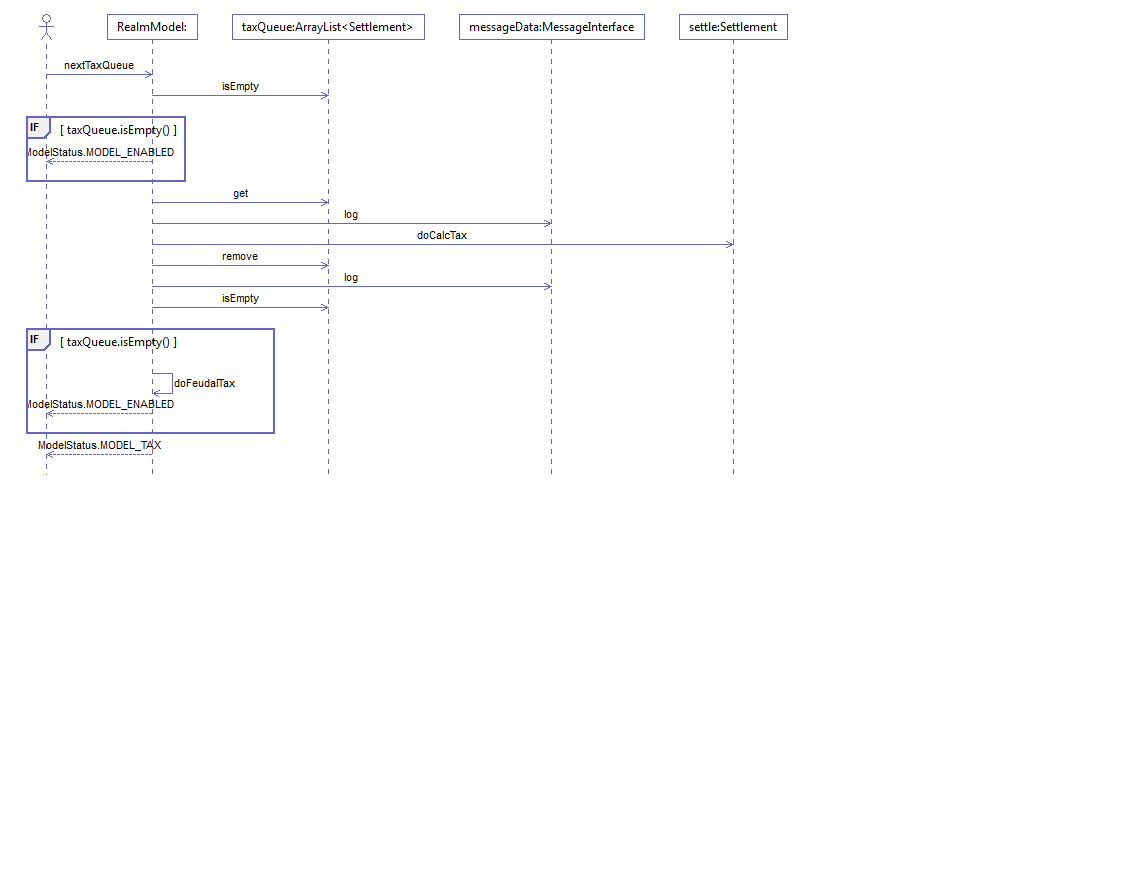 RealmModel:
taxQueue:ArrayList<Settlement>
messageData:MessageInterface
settle:Settlement
nextTaxQueue
isEmpty
IF
[ taxQueue.isEmpty() ]
ModelStatus.MODEL_ENABLED
get
log
doCalcTax
remove
log
isEmpty
IF
[ taxQueue.isEmpty() ]
doFeudalTax
ModelStatus.MODEL_ENABLED
ModelStatus.MODEL_TAX